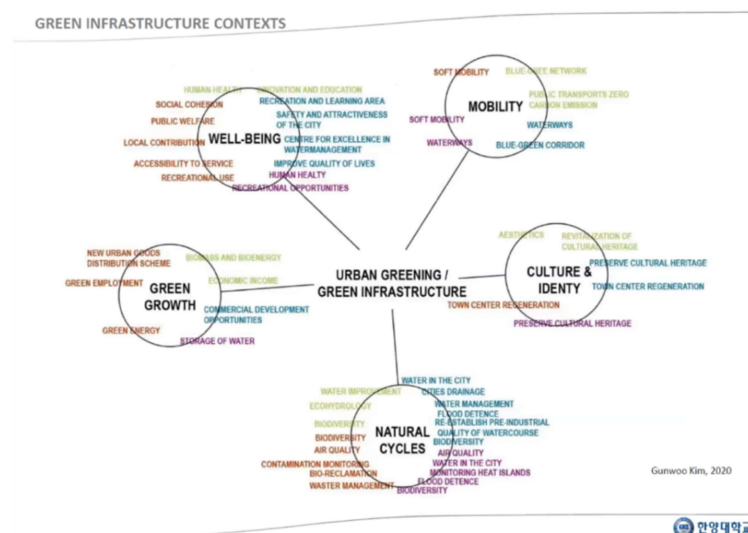 GREEN INFRASTRUCTURE CONTEXTS
HUMAN HEALTH
INNOVATION AND EDUCATION
SOCIAL COHESION
RECREATION AND LEARNING AREA
PUBLIC WELFARE
SAFETY AND ATTRACTIVENESS
OF THE CITY
LOCAL CONTRIBUTION
WELL-BEING
CENTRE FOR EXCELLENCE IN
WATERMANAGEMENT
ACCESSIBILITY TO SERVICE
IMPROVE QUALITY OF LIVES
RECREATIONAL USE
HUMAN HEALTY
RECREATIONAL OPPORTUNITIES
SOFT MOBILITY
BLUE-GREE NETWORK
PUBLIC TRANSPORTS ZERO
CARBON EMISSION
MOBILITY
SOFT MOBILITY
WATERWAYS
WATERWAYS
BLUE-GREEN CORRIDOR
NEW URBAN GOODS
DISTRIBUTION SCHEME
BIOMASS AND BIOENERGY
GREEN EMPLOYMENT
ECONOMIC INCOME
GREEN
GROWTH
COMMERCIAL DEVELOPMENT
OPPORTUNITIES
GREEN ENERGY
STORAGE OF WATER
URBAN GREENING /
GREEN INFRASTRUCTURE
AESTHETICS
REVITALIZATION OF
CULTURAL HERITAGE
PRESERVE CULTURAL HERITAGE
CULTURE &
IDENTY
TOWN CENTER REGENERATION
TOWN CENTER REGENERATION
PRESERVE CULTURAL HERITAGE
WATER IN THE CITY
WATER IMPROVEMENT
CITIES DRAINAGE
ECOHYDROLOGY
WATER MANAGEMENT
FLOOD DETENCE
BIODIVERSITY
RE-ESTABLISH PRE-INDUSTRIAL
QUALITY OF WATERCOURSE
BIODIVERSITY
NATURAL
CYCLES
BIODIVERSITY
AIR QUALITY
AIR QUALITY
CONTAMINATION MONITORING
WATER IN THE CITY
BIO-RECLAMATION
MONITORING HEAT ISLANDS
WASTER MANAGEMENT
FLOOD DETENCE
BIODIVERSITY
Gunwoo Kim, 2020
한양대학교